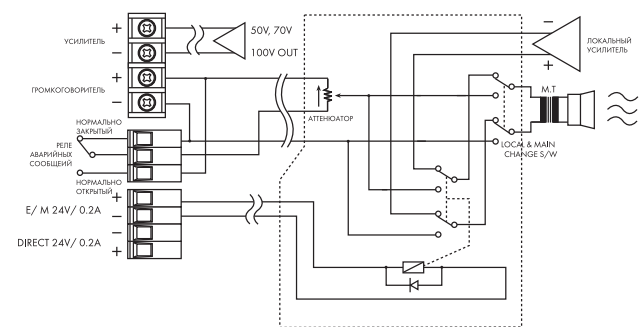 +
УСИЛИТЕЛЬ
−
50V, 70V
100V OUT
+
ГРОМКОГОВОРИТЕЛЬ
−
НОРМАЛЬНО
ЗАКРЫТЫЙ
РЕЛЕ
АВАРИЙНЫХ
СООБЩЕИЙ
НОРМАЛЬНО
ОТКРЫТЫЙ
+
E/ M 24V/ 0.2A
−
−
DIRECT 24V/ 0.2A
+
АТТЕНЮАТОР
−
ЛОКАЛЬНЫЙ
УСИЛИТЕЛЬ
+
M.T
LOCAL & MAIN
CHANGE S/W